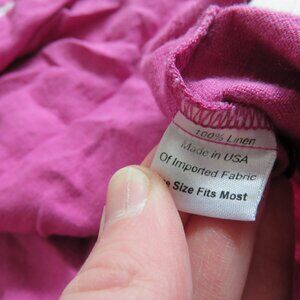 100% Linen
Made in USA
Of Imported Fabric
e Size Fits Most